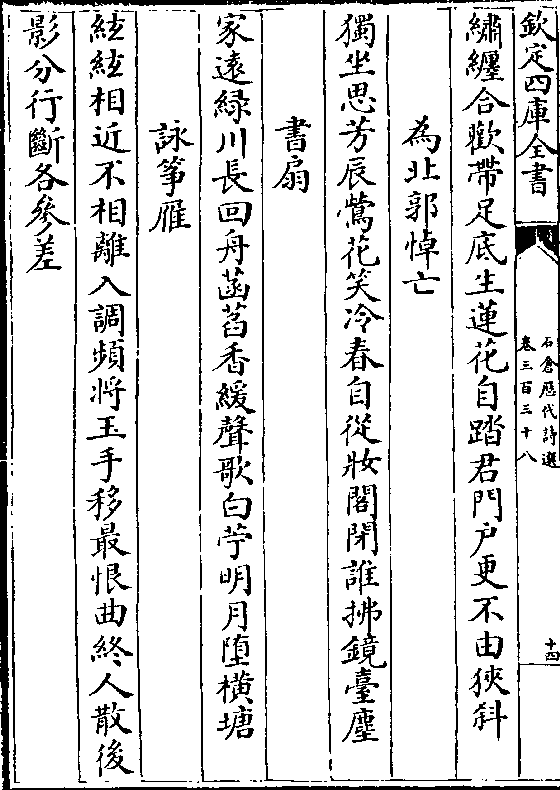 欽定四庫全書
石倉歷代詩選
卷三百三十八
十四
繡纏合歡帶足底生蓮花自踏君門戶更不由狹斜
為北郭悼亡
獨坐思芳辰鶯花笑冷春自從妝閣閉誰拂鏡臺塵
書扇
家遠緑川長回舟菡萏香緩聲歌白苧明月墮橫塘
詠箏雁
絃絃相近不相離入調頻將玉手移最恨曲終人散後
影分行斷各參差